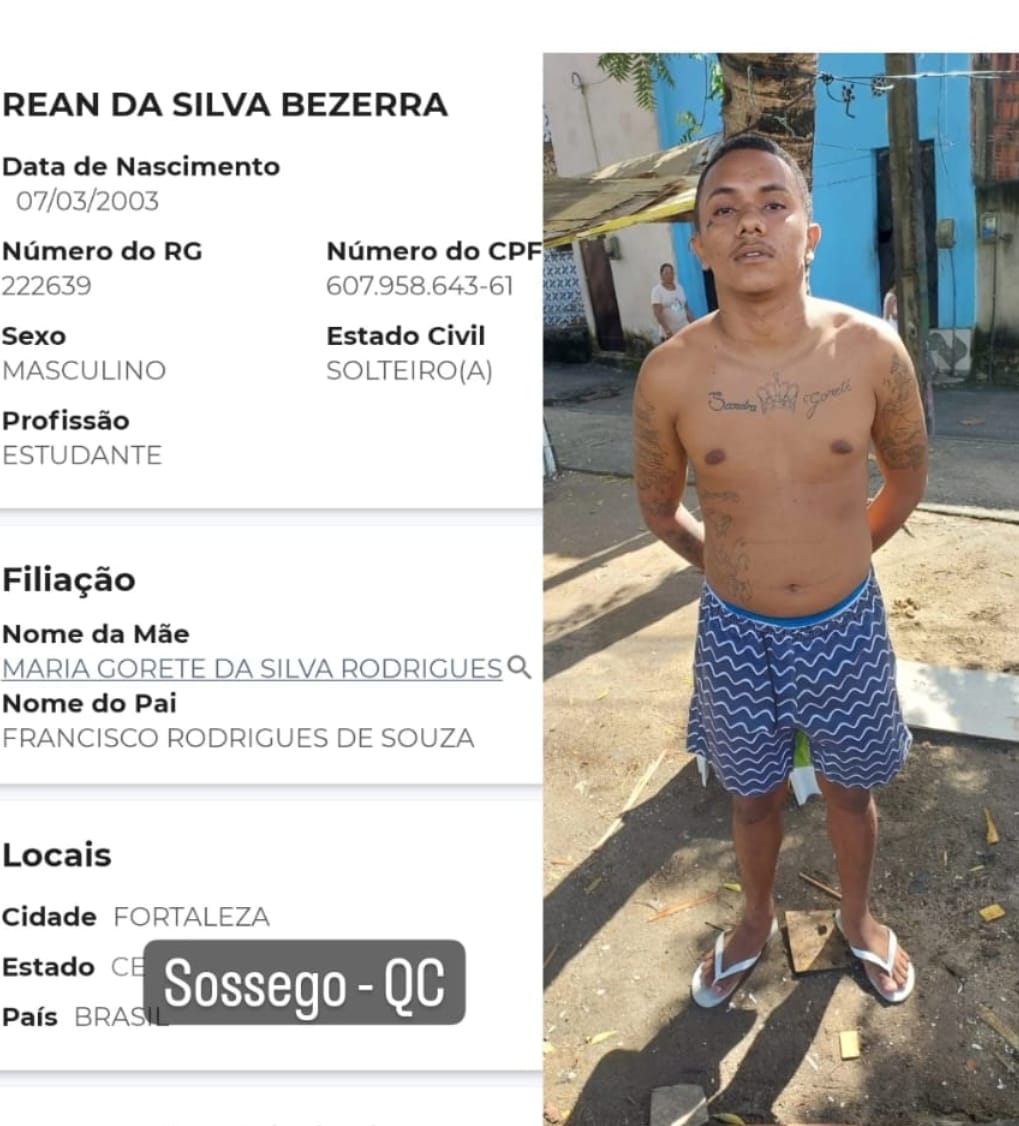 REAN DA SILVA BEZERRA
Data de Nascimento
07/03/2003
Número do RG
222639
Número do CPF
607.958.643-61
Sexo
MASCULINO
Estado Civil
SOLTEIRO(A)
Profissão
ESTUDANTE
Filiação
Nome da Mãe
MARIA GORETE DA SILVA RODRIGUES
Nome do Pai
FRANCISCO RODRIGUES DE SOUZA
Locais
Cidade FORTALEZA
Estado CE
País BRASIL
Sossego - QC
Sandra Goreti